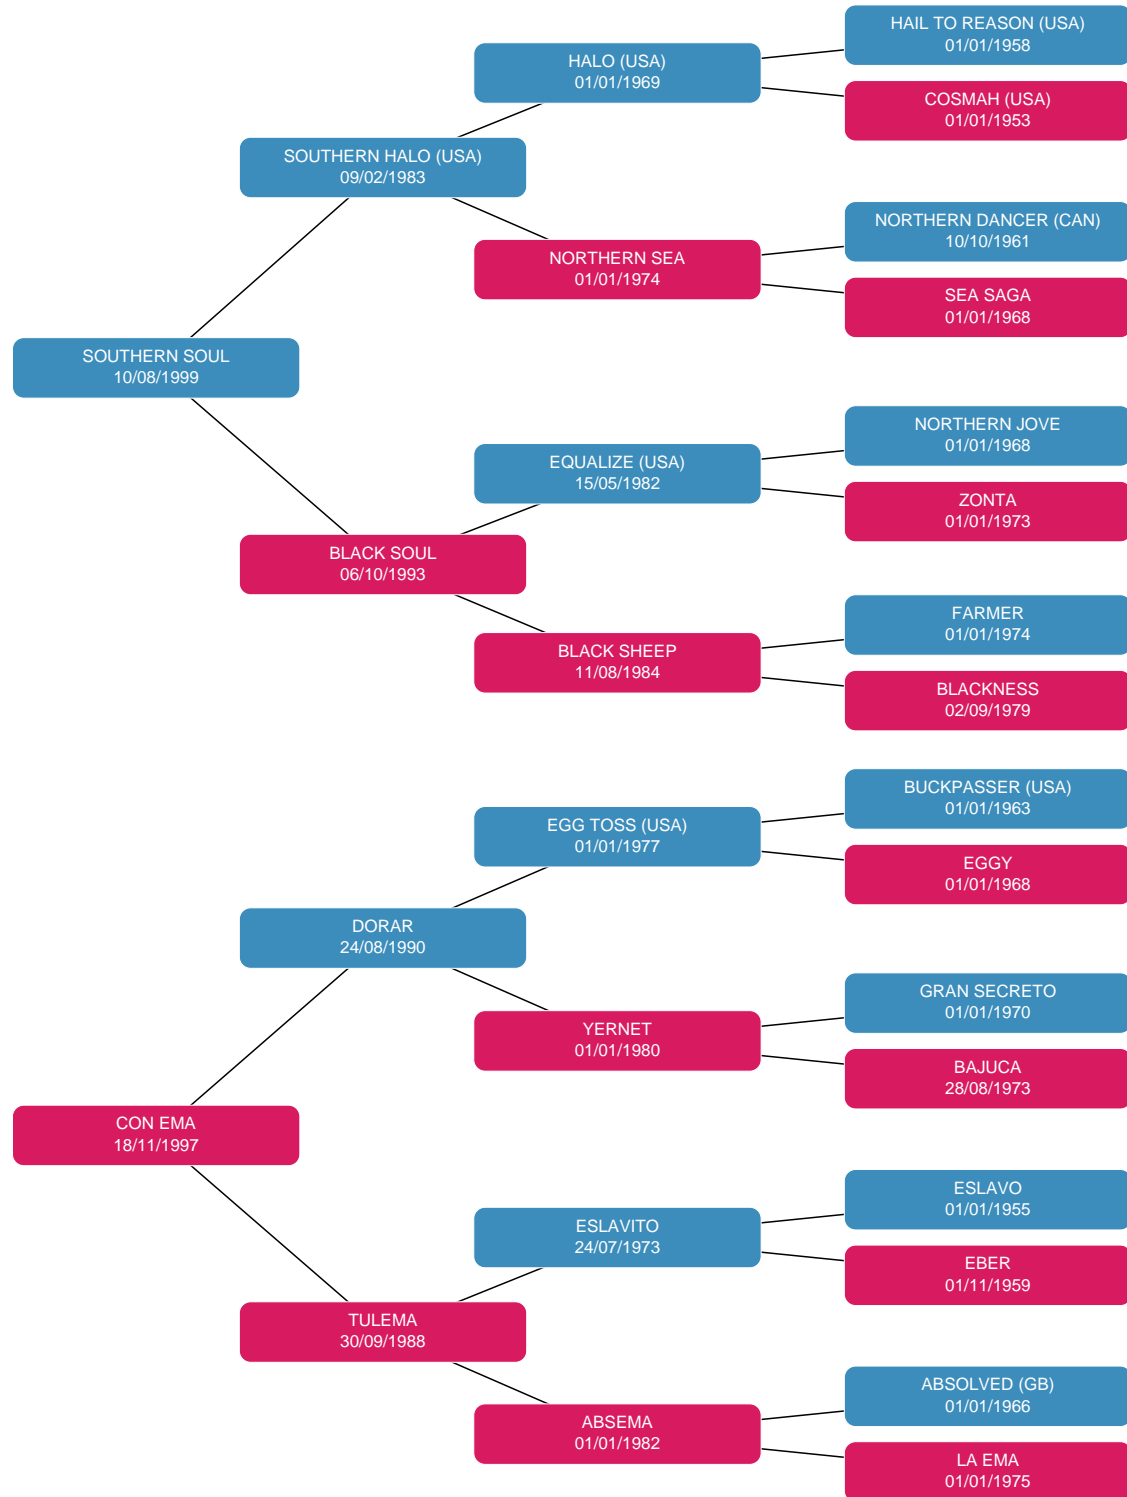 HAIL TO REASON (USA)
01/01/1958
HALO (USA)
01/01/1969
COSMAH (USA)
01/01/1953
SOUTHERN HALO (USA)
09/02/1983
NORTHERN DANCER (CAN)
10/10/1961
NORTHERN SEA
01/01/1974
SEA SAGA
01/01/1968
SOUTHERN SOUL
10/08/1999
NORTHERN JOVE
01/01/1968
EQUALIZE (USA)
15/05/1982
ZONTA
01/01/1973
BLACK SOUL
06/10/1993
FARMER
01/01/1974
BLACK SHEEP
11/08/1984
BLACKNESS
02/09/1979
BUCKPASSER (USA)
01/01/1963
EGG TOSS (USA)
01/01/1977
EGGY
01/01/1968
DORAR
24/08/1990
GRAN SECRETO
01/01/1970
YERNET
01/01/1980
BAJUCA
28/08/1973
CON EMA
18/11/1997
ESLAVO
01/01/1955
ESLAVITO
24/07/1973
EBER
01/11/1959
TULEMA
30/09/1988
ABSOLVED (GB)
01/01/1966
ABSEMA
01/01/1982
LA EMA
01/01/1975